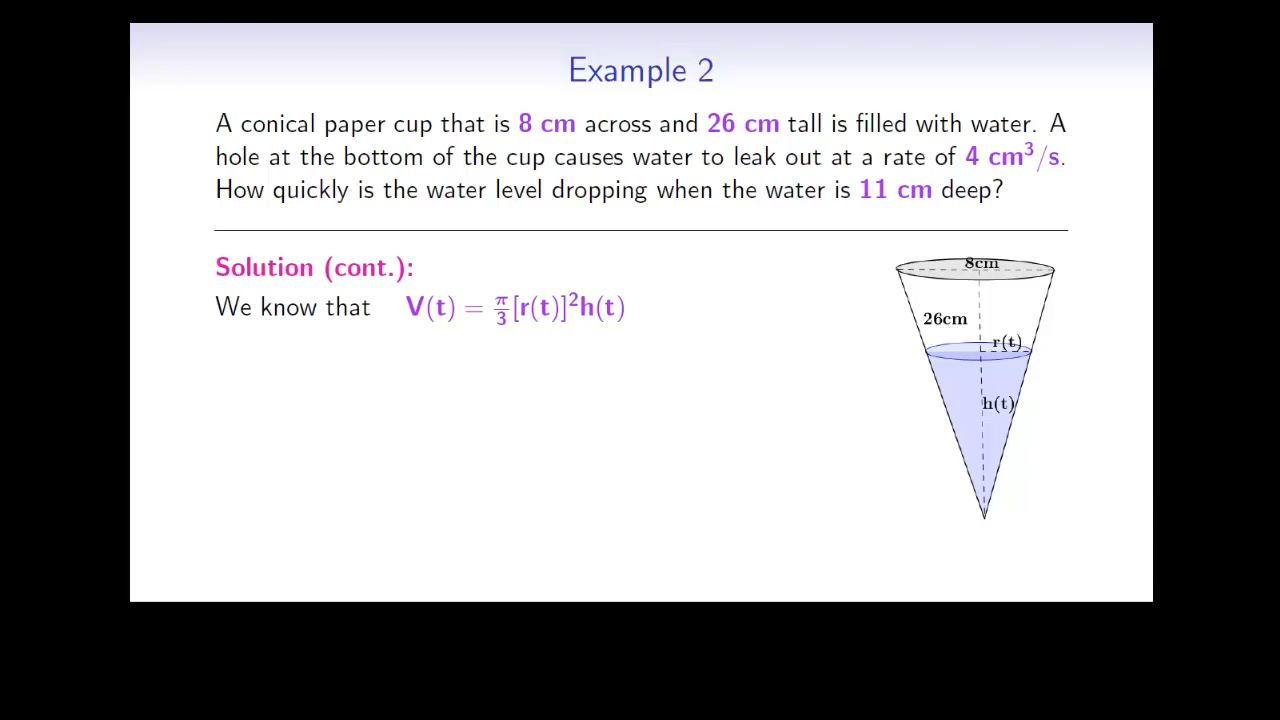 Example 2
A conical paper cup that is 8 cm across and 26 cm tall is filled with water. A
hole at the bottom of the cup causes water to leak out at a rate of 4 cm³/s.
How quickly is the water level dropping when the water is 11 cm deep?
Solution (cont.):
We know that V(t) = π/3 [r(t)]²h(t)
8cm
26cm
r(t)
h(t)